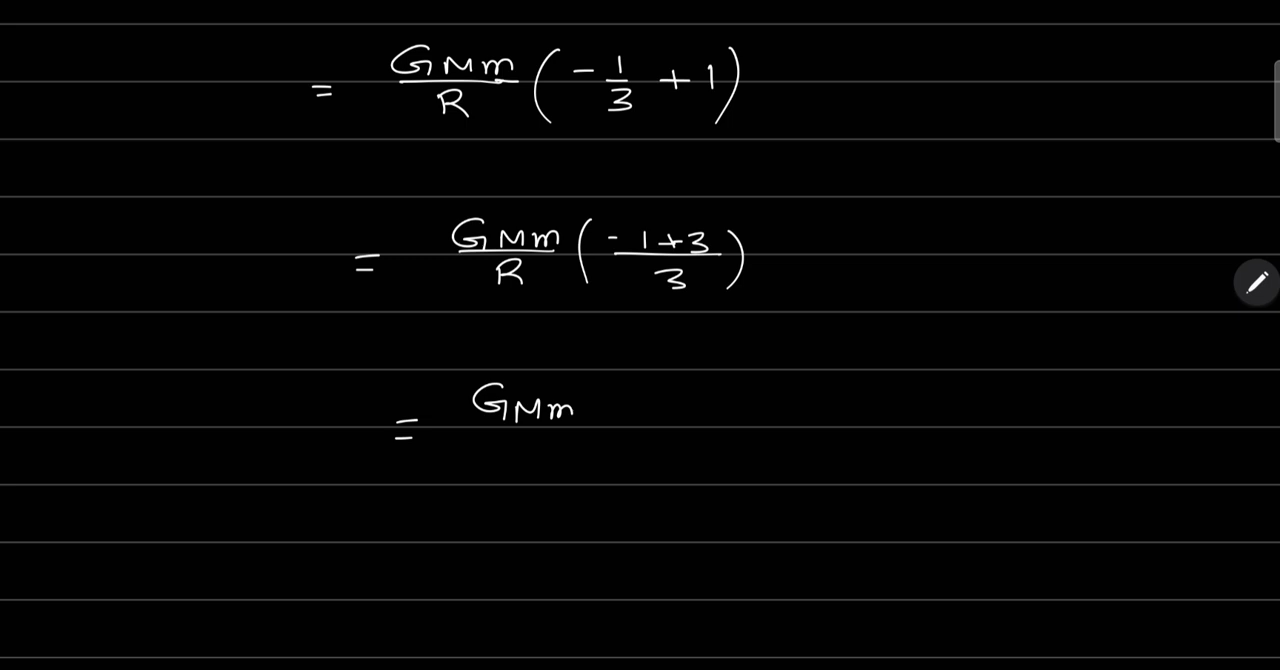 = GMm/R (-1/3 + 1)
= GMm/R (-1+3/3)
= GMm